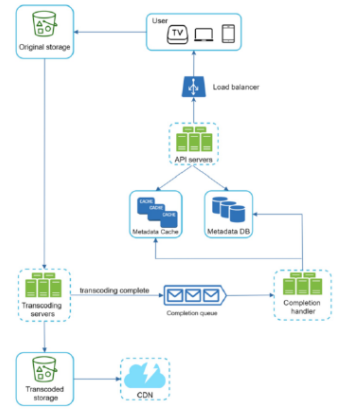 User
TV
Original storage
Load balancer
API servers
CACHE
CACHE
CACHE
Metadata Cache
Metadata DB
Transcoding
servers
transcoding complete
Completion queue
Completion
handler
Transcoded
storage
CDN